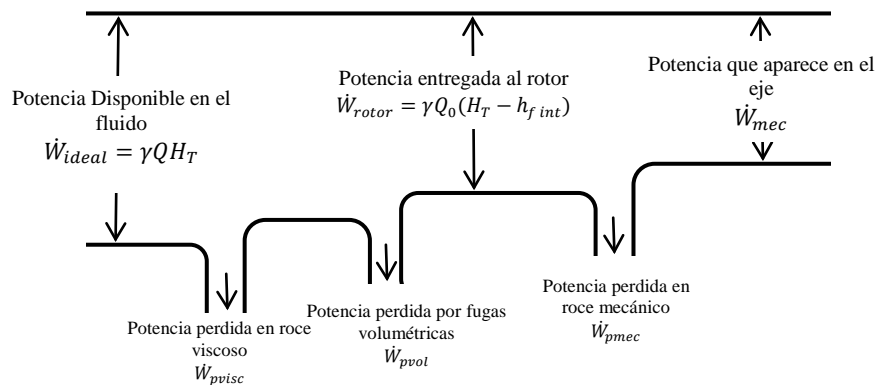 Potencia Disponible en el
fluido
Ẇ_ideal = γQH_T
Potencia entregada al rotor
Ẇ_rotor = γQ_0(H_T − h_f int)
Potencia que aparece en el
eje
Ẇ_mec
Potencia perdida en roce
viscoso
Ẇ_pvisc
Potencia perdida por fugas
volumétricas
Ẇ_pvol
Potencia perdida en
roce mecánico
Ẇ_pmec